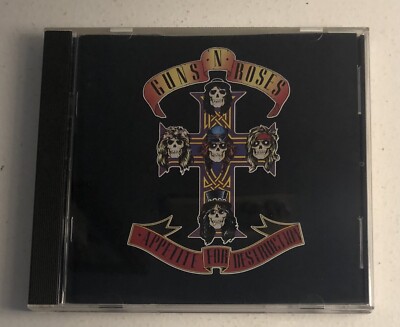 GUNS N' ROSES
APPETITE FOR DESTRUCTION